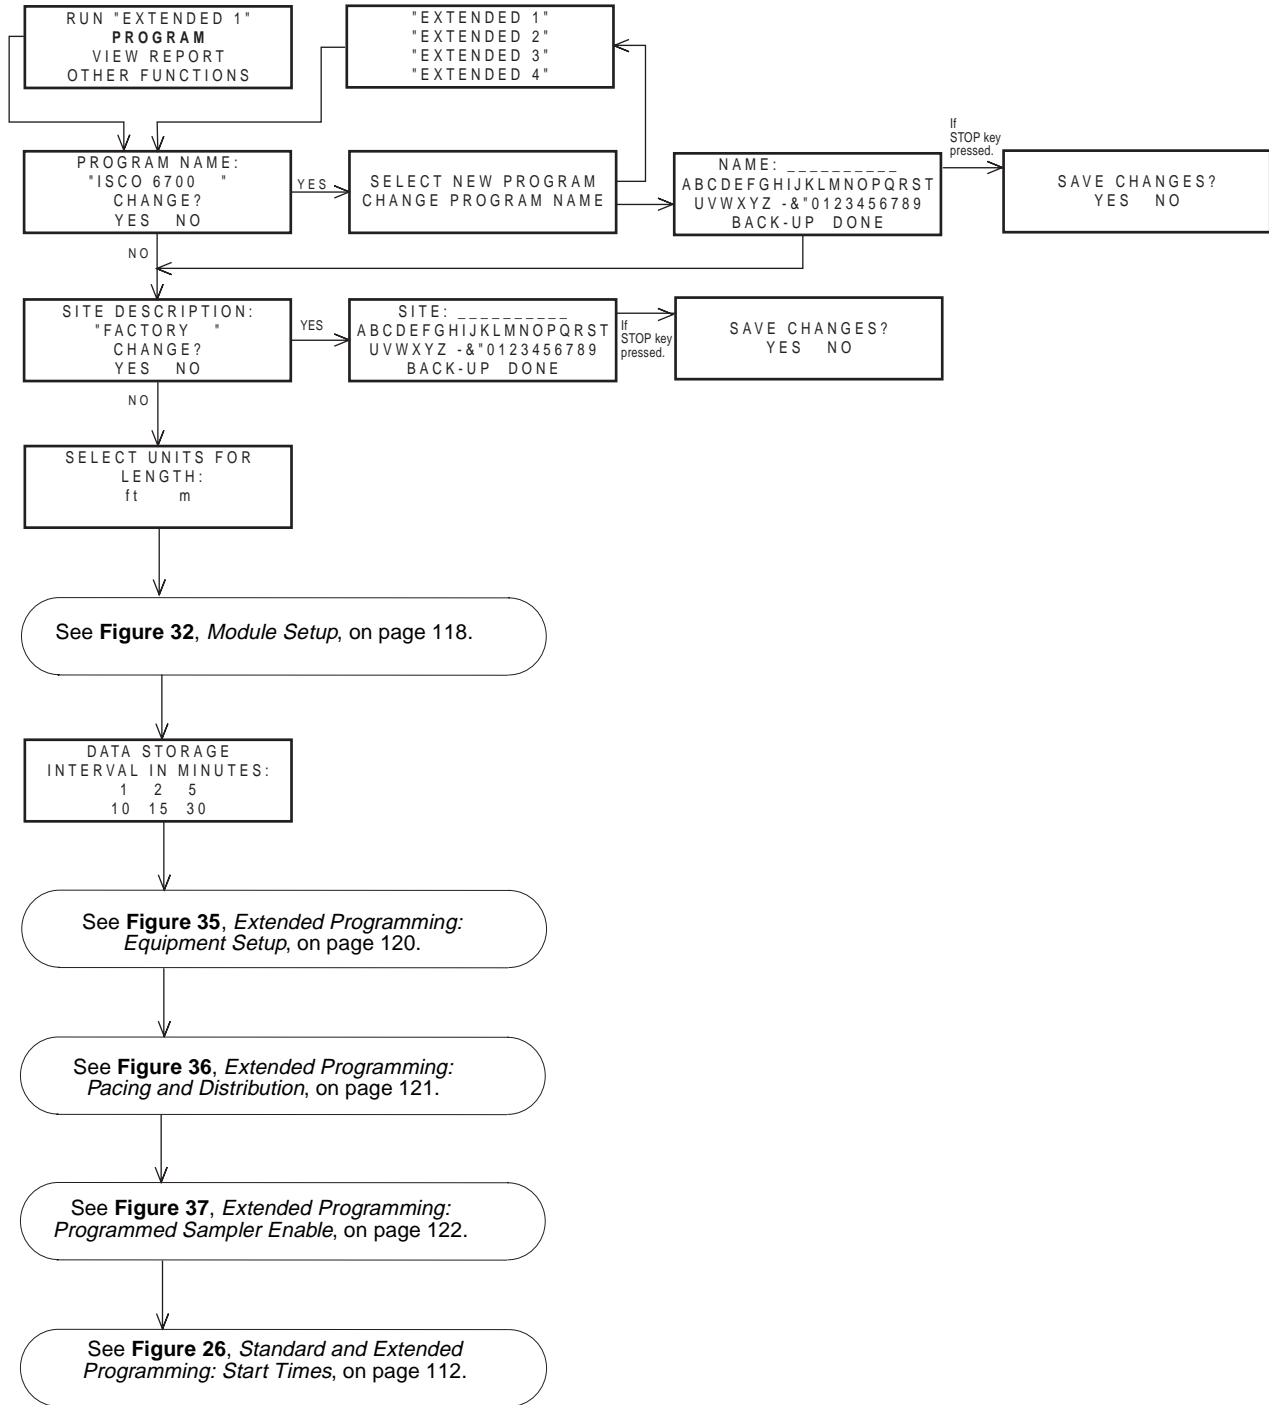 RUN "EXTENDED 1"
PROGRAM
VIEW REPORT
OTHER FUNCTIONS
"EXTENDED 1"
"EXTENDED 2"
"EXTENDED 3"
"EXTENDED 4"
PROGRAM NAME:
"ISCO 6700 "
CHANGE?
YES NO
YES
SELECT NEW PROGRAM
CHANGE PROGRAM NAME
NAME: __________
ABCDEFGHIJKLMNOPQRST
UVWXYZ -&"0123456789
BACK-UP DONE
If
STOP key
pressed.
SAVE CHANGES?
YES NO
NO
SITE DESCRIPTION:
"FACTORY "
CHANGE?
YES NO
YES
SITE: __________
ABCDEFGHIJKLMNOPQRST
UVWXYZ -&"0123456789
BACK-UP DONE
If
STOP key
pressed.
SAVE CHANGES?
YES NO
NO
SELECT UNITS FOR
LENGTH:
ft m
See Figure 32, Module Setup, on page 118.
DATA STORAGE
INTERVAL IN MINUTES:
1 2 5
10 15 30
See Figure 35, Extended Programming:
Equipment Setup, on page 120.
See Figure 36, Extended Programming:
Pacing and Distribution, on page 121.
See Figure 37, Extended Programming:
Programmed Sampler Enable, on page 122.
See Figure 26, Standard and Extended
Programming: Start Times, on page 112.